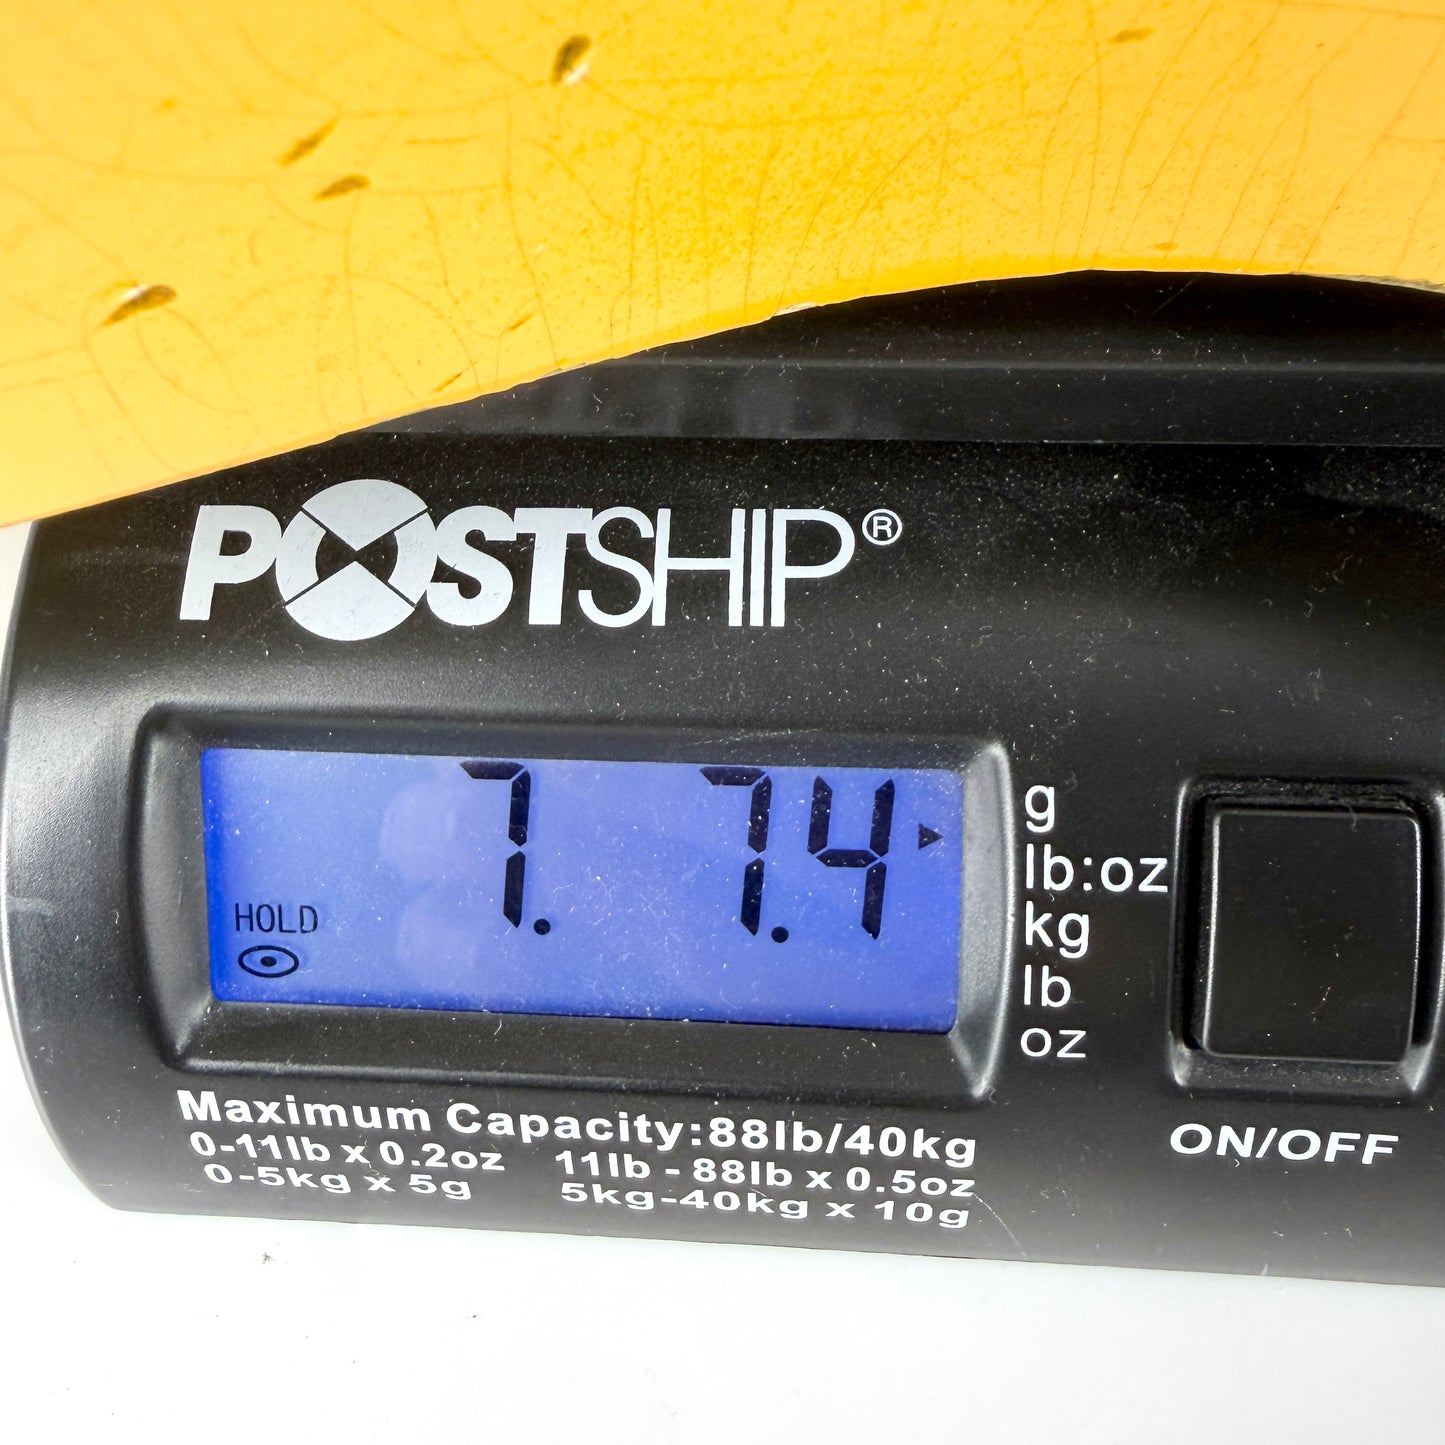 POSTSHIP®
7. 7.4
HOLD
g
lb:oz
kg
lb
oz
ON/OFF
Maximum Capacity:88lb/40kg
0-11lb x 0.2oz 11lb - 88lb x 0.5oz
0-5kg x 5g 5kg-40kg x 10g